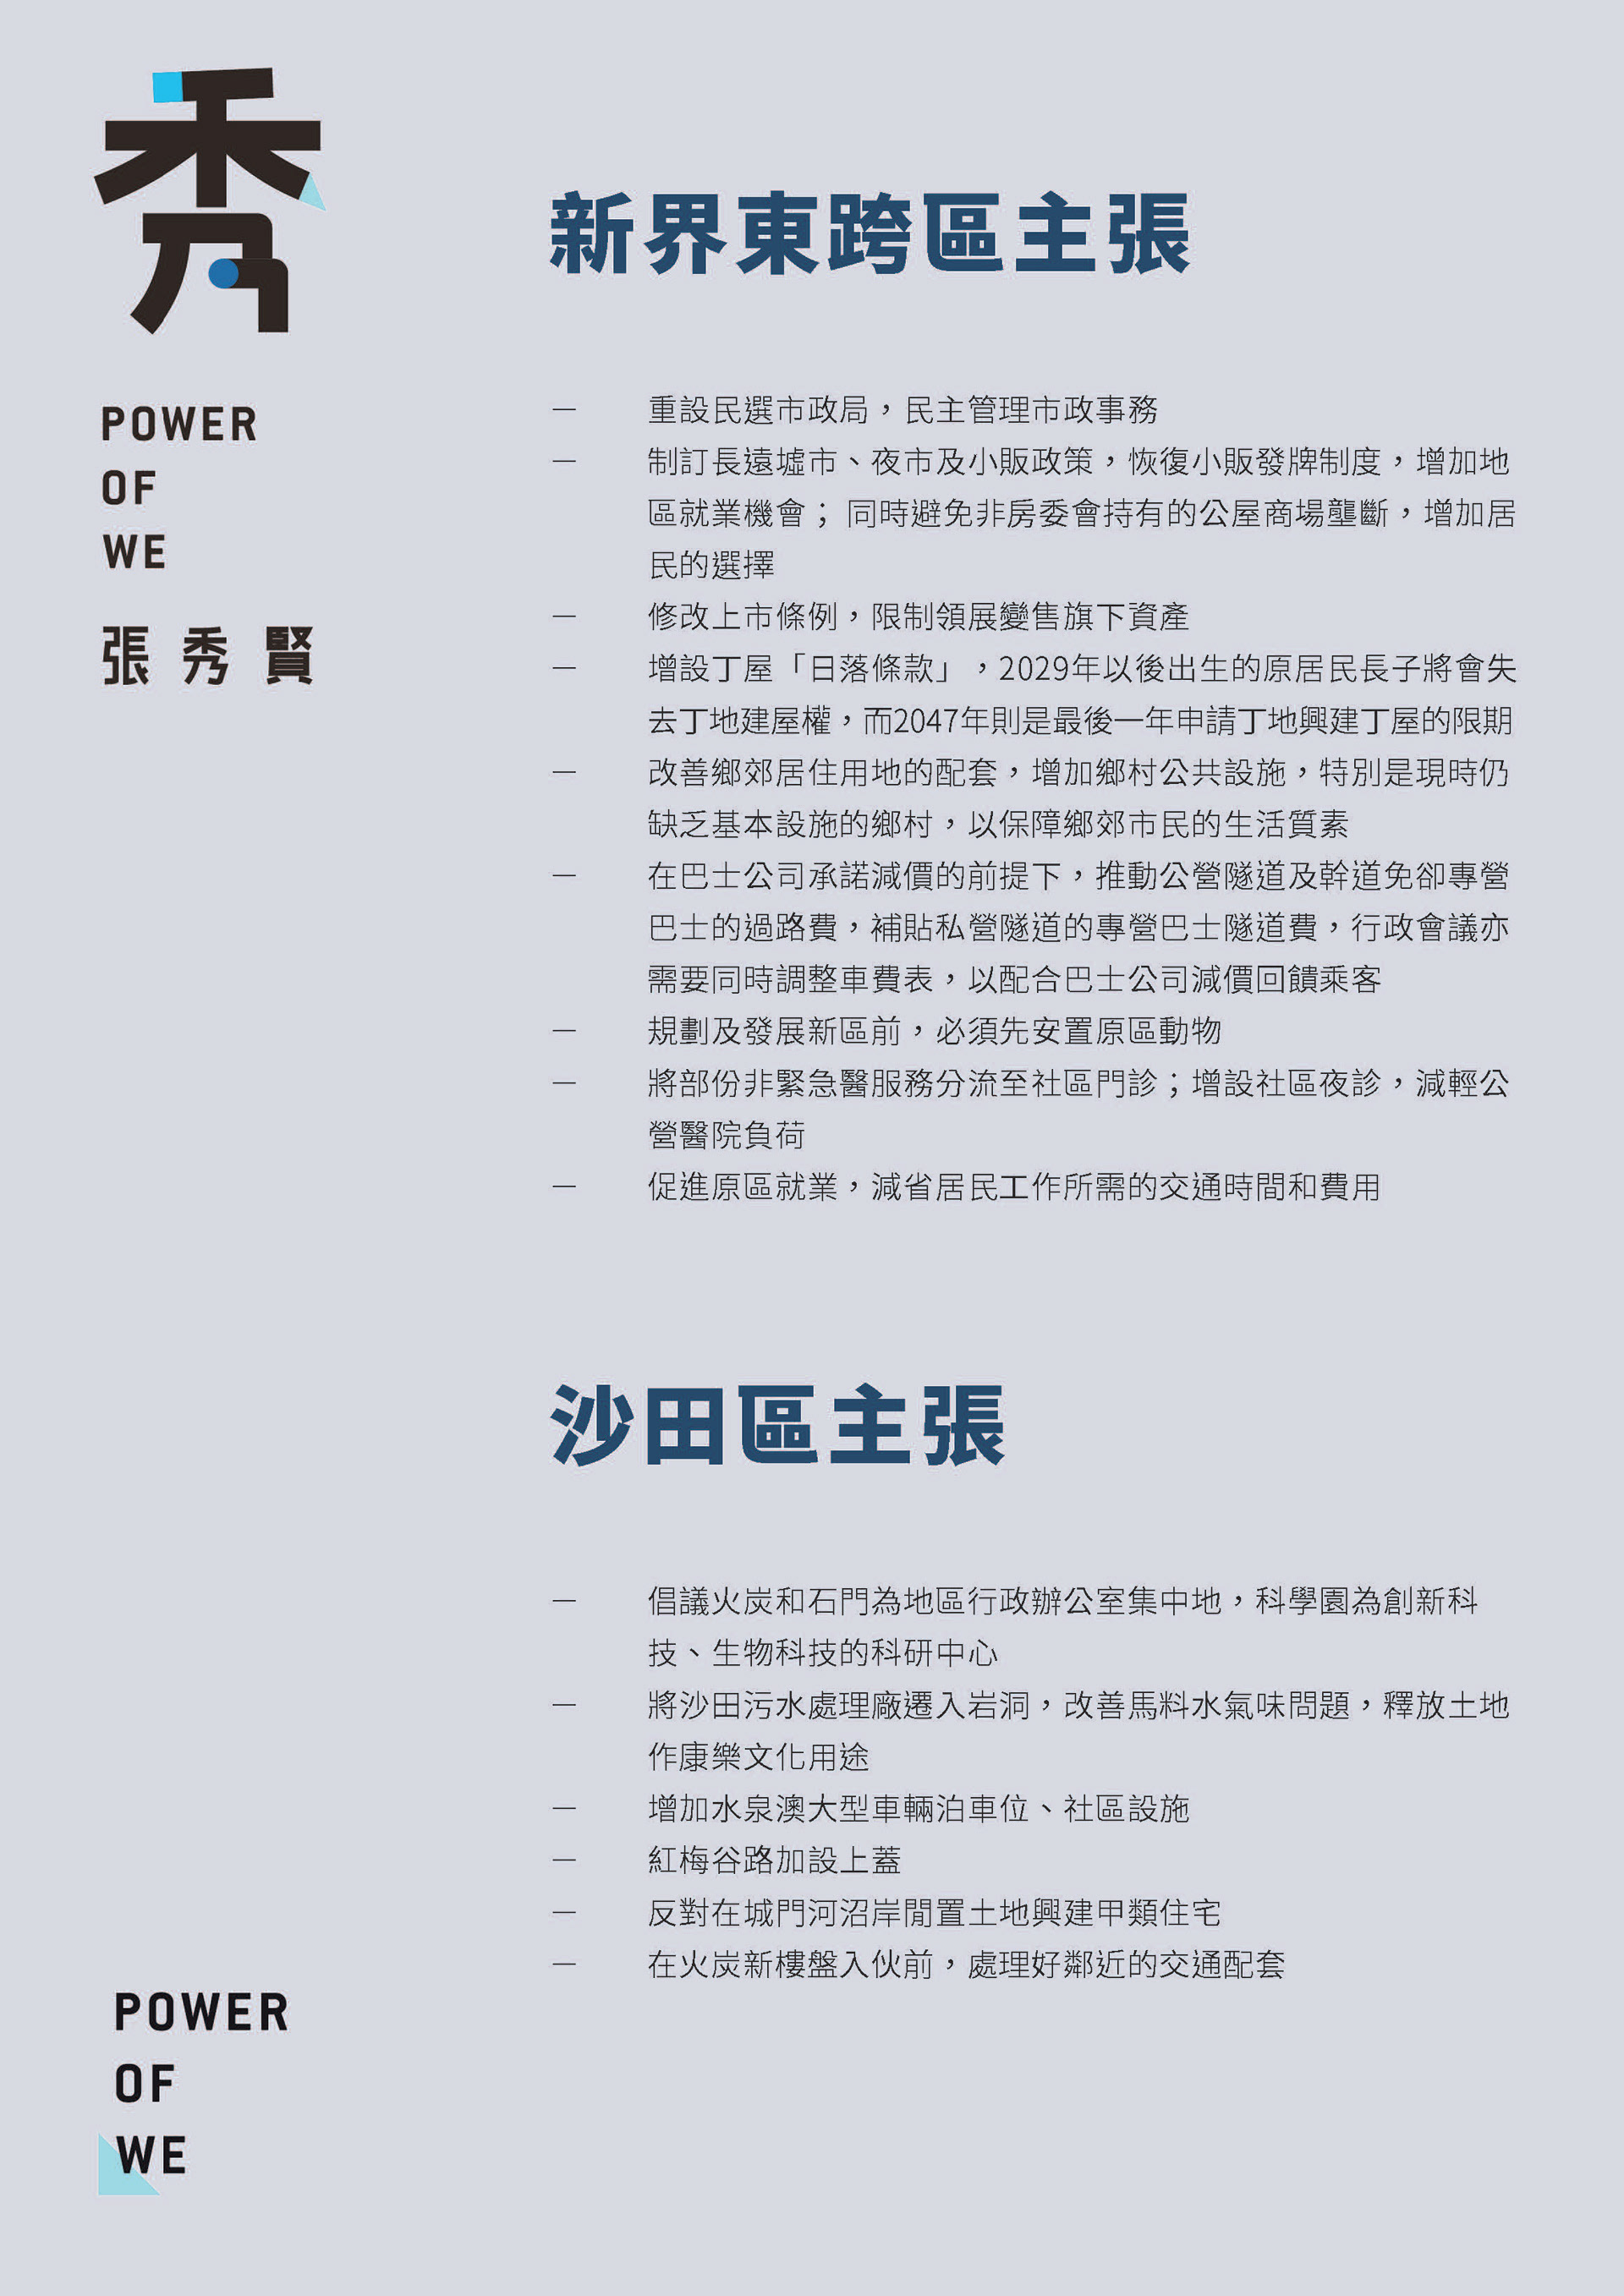 秀
POWER
OF
WE
張秀賢
新界東跨區主張
— 重設民選市政局，民主管理市政事務
— 制訂長遠墟市、夜市及小販政策，恢復小販發牌制度，增加地
區就業機會； 同時避免非房委會持有的公屋商場壟斷，增加居
民的選擇
— 修改上市條例，限制領展變售旗下資產
— 增設丁屋「日落條款」，2029年以後出生的原居民長子將會失
去丁地建屋權，而2047年則是最後一年申請丁地興建丁屋的限期
— 改善鄉郊居住用地的配套，增加鄉村公共設施，特別是現時仍
缺乏基本設施的鄉村，以保障鄉郊市民的生活質素
— 在巴士公司承諾減價的前提下，推動公營隧道及幹道免卻專營
巴士的過路費，補貼私營隧道的專營巴士隧道費，行政會議亦
需要同時調整車費表，以配合巴士公司減價回饋乘客
— 規劃及發展新區前，必須先安置原區動物
— 將部份非緊急醫服務分流至社區門診；增設社區夜診，減輕公
營醫院負荷
— 促進原區就業，減省居民工作所需的交通時間和費用
沙田區主張
— 倡議火炭和石門為地區行政辦公室集中地，科學園為創新科
技、生物科技的科研中心
— 將沙田污水處理廠遷入岩洞，改善馬料水氣味問題，釋放土地
作康樂文化用途
— 增加水泉澳大型車輛泊車位、社區設施
— 紅梅谷路加設上蓋
— 反對在城門河沼岸閒置土地興建甲類住宅
— 在火炭新樓盤入伙前，處理好鄰近的交通配套
POWER
OF
WE